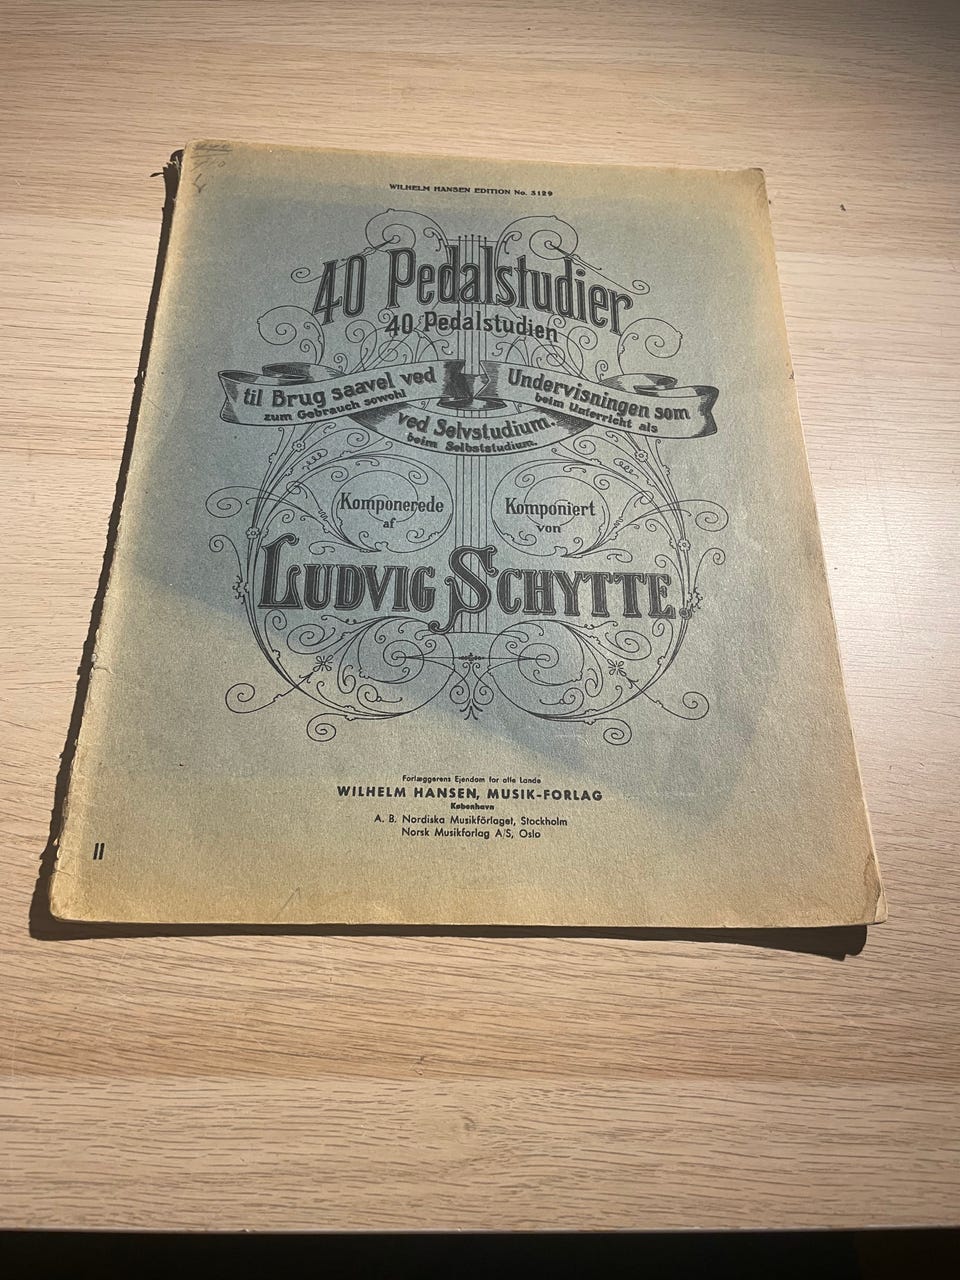 WILHELM HANSEN EDITION No. 3129
40 Pedalstudier
40 Pedalstudien
til Brug saavel ved
zum Gebrauch sowohl
Undervisningen som
beim Unterricht als
ved Selvstudium.
beim Selbststudium.
Komponerede
af
Komponiert
von
LUDVIG SCHYTTE.
Forlæggerens Ejendom for alle Lande
WILHELM HANSEN, MUSIK-FORLAG
København
A. B. Nordiska Musikförlaget, Stockholm
Norsk Musikforlag A/S, Oslo
II